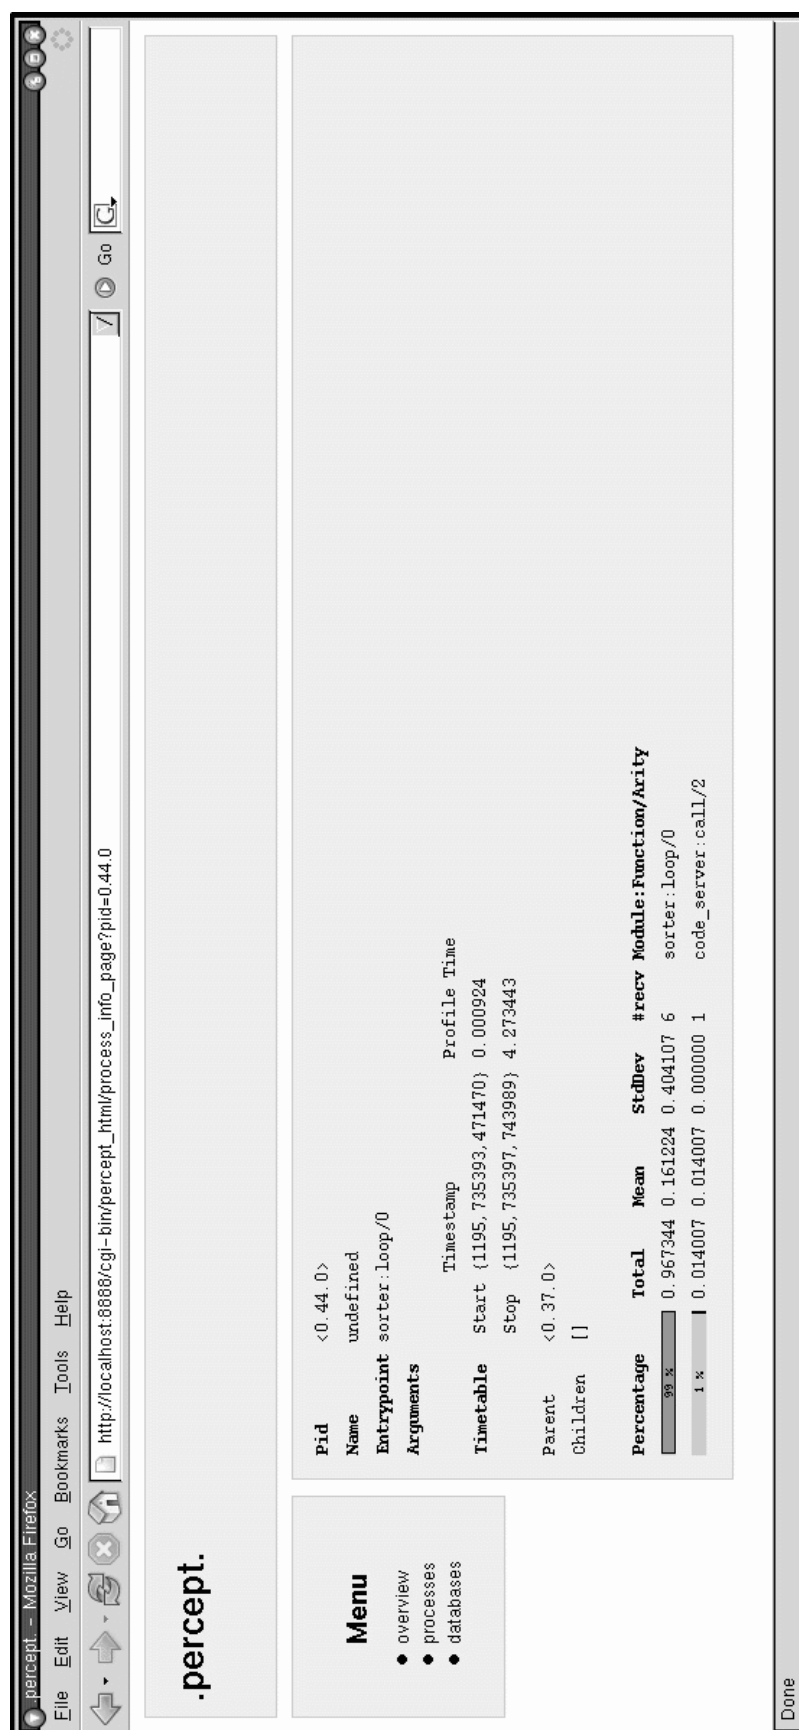 .percept. - Mozilla Firefox
File Edit View Go Bookmarks Tools Help
http://localhost:8888/cgi-bin/percept_html/process_info_page?pid=0.44.0
Go
G
.percept.
Menu
overview
processes
databases
Pid <0.44.0>
Name undefined
Entrypoint sorter:loop/0
Arguments
Timestamp Profile Time
Timetable Start {1195,735393,471470} 0.000924
Stop {1195,735397,743989} 4.273443
Parent <0.37.0>
Children []
Percentage Total Mean StdDev #recv Module:Function/Arity
99 % 0.967344 0.161224 0.404107 6 sorter:loop/0
1 % 0.014007 0.014007 0.000000 1 code_server:call/2
Done